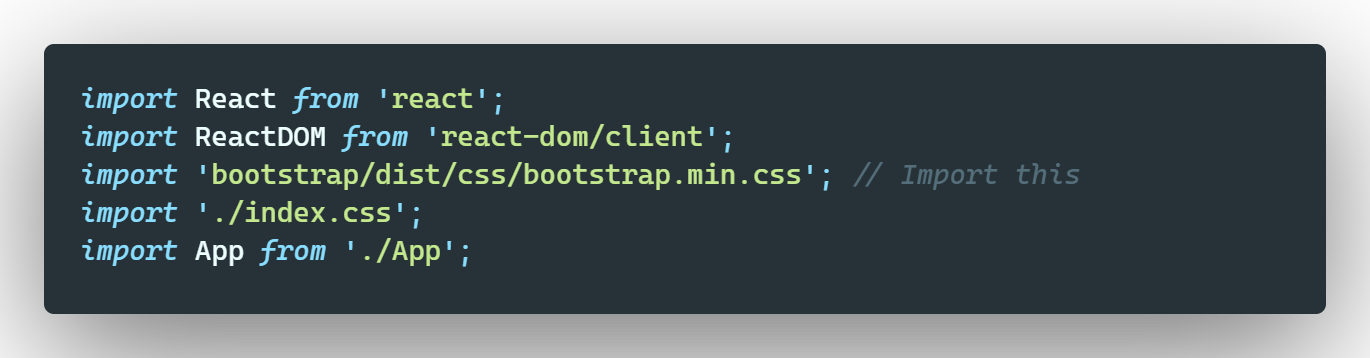 import React from 'react';
import ReactDOM from 'react-dom/client';
import 'bootstrap/dist/css/bootstrap.min.css'; // Import this
import './index.css';
import App from './App';